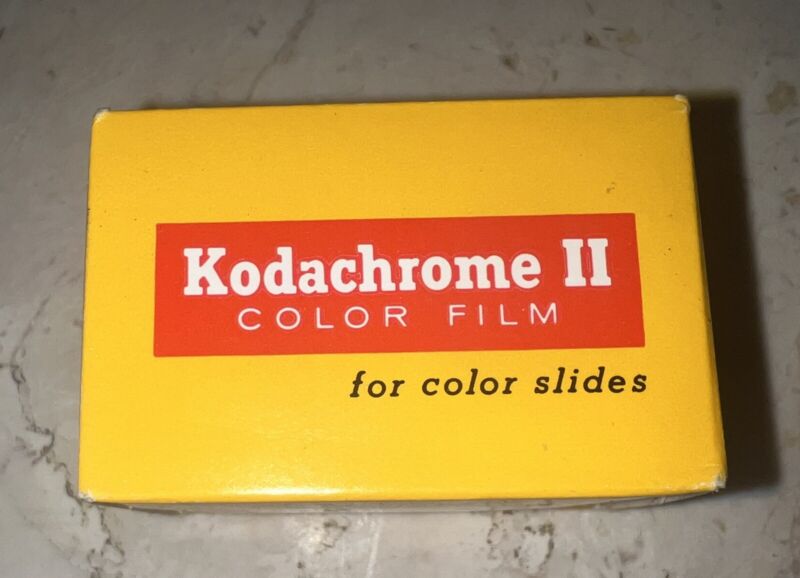 Kodachrome II
COLOR FILM
for color slides